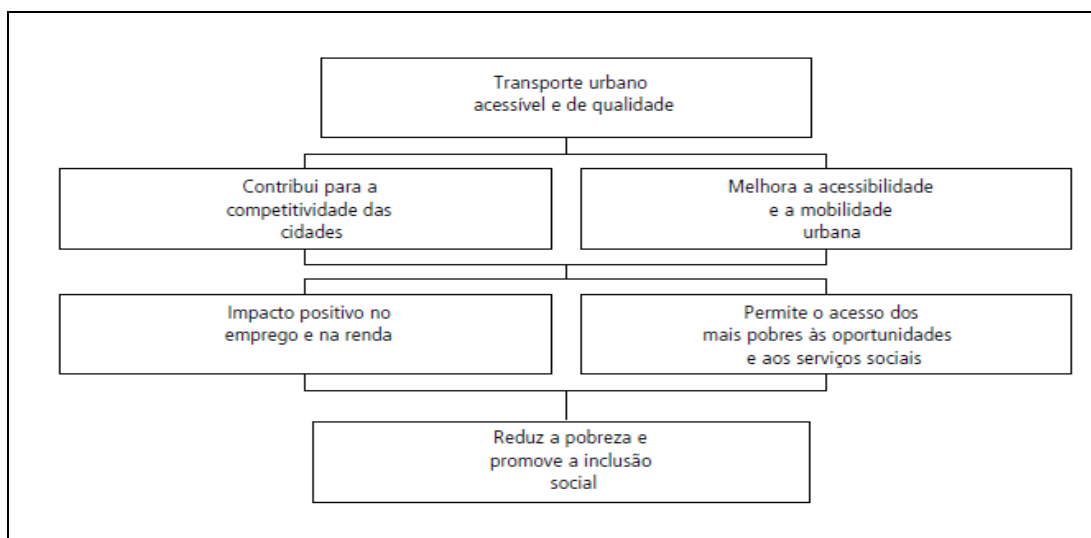 Transporte urbano
acessível e de qualidade
Contribui para a
competitividade das
cidades
Melhora a acessibilidade
e a mobilidade
urbana
Impacto positivo no
emprego e na renda
Permite o acesso dos
mais pobres às oportunidades
e aos serviços sociais
Reduz a pobreza e
promove a inclusão
social